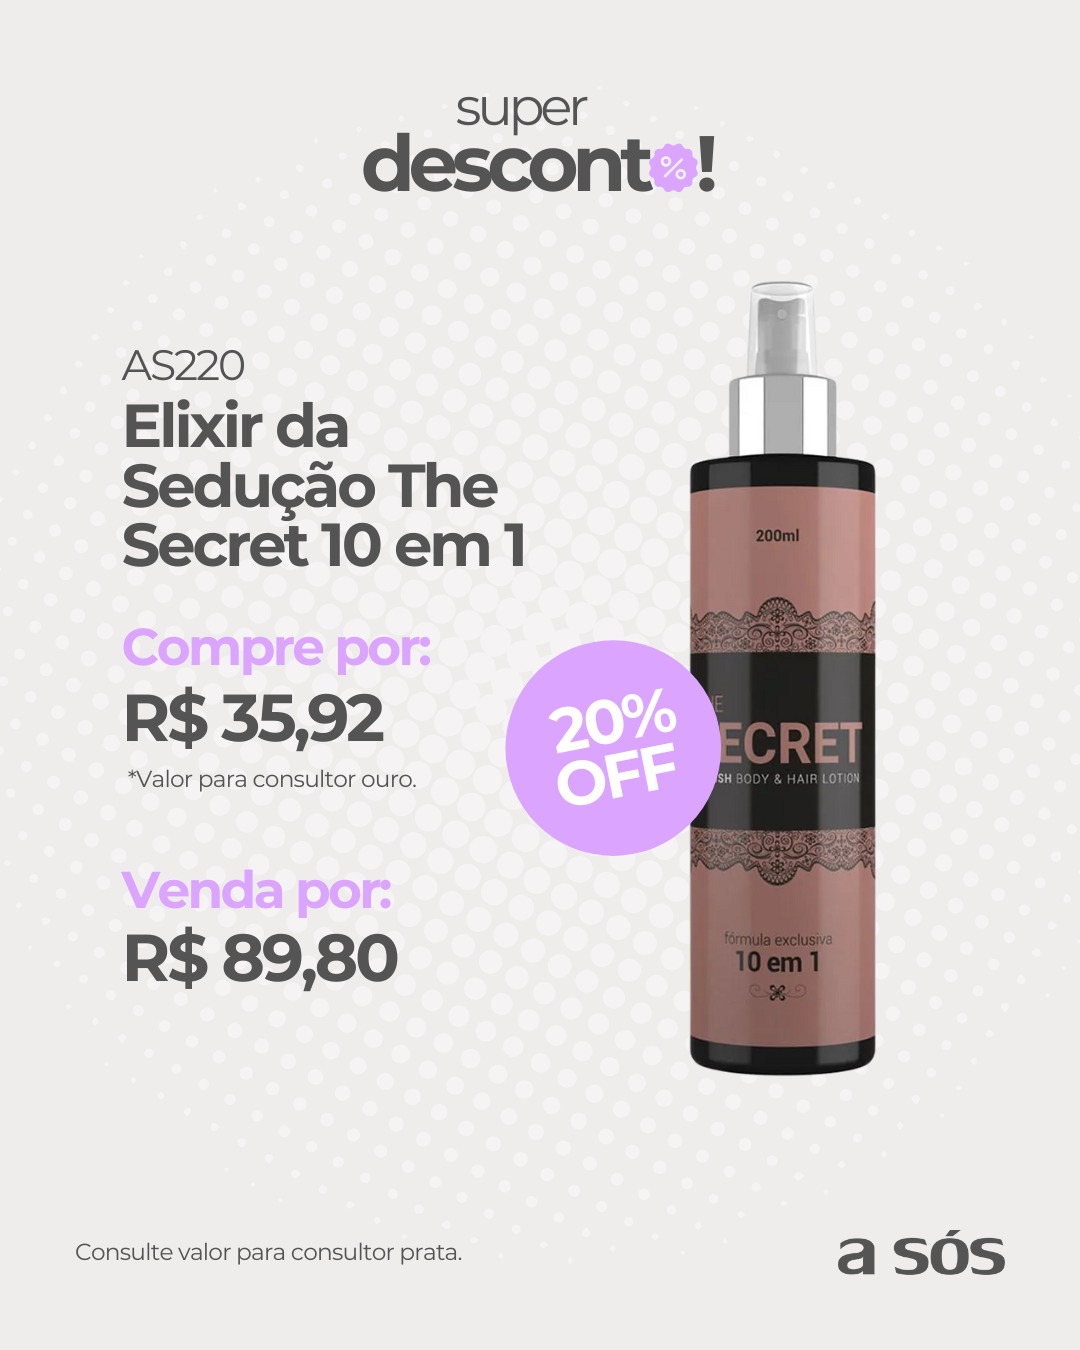 super
desconto!
AS220
Elixir da
Sedução The
Secret 10 em 1
Compre por:
R$ 35,92
*Valor para consultor ouro.
Venda por:
R$ 89,80
20%
OFF
200ml
ECRET
BODY & HAIR LOTION
fórmula exclusiva
10 em 1
Consulte valor para consultor prata.
a sós